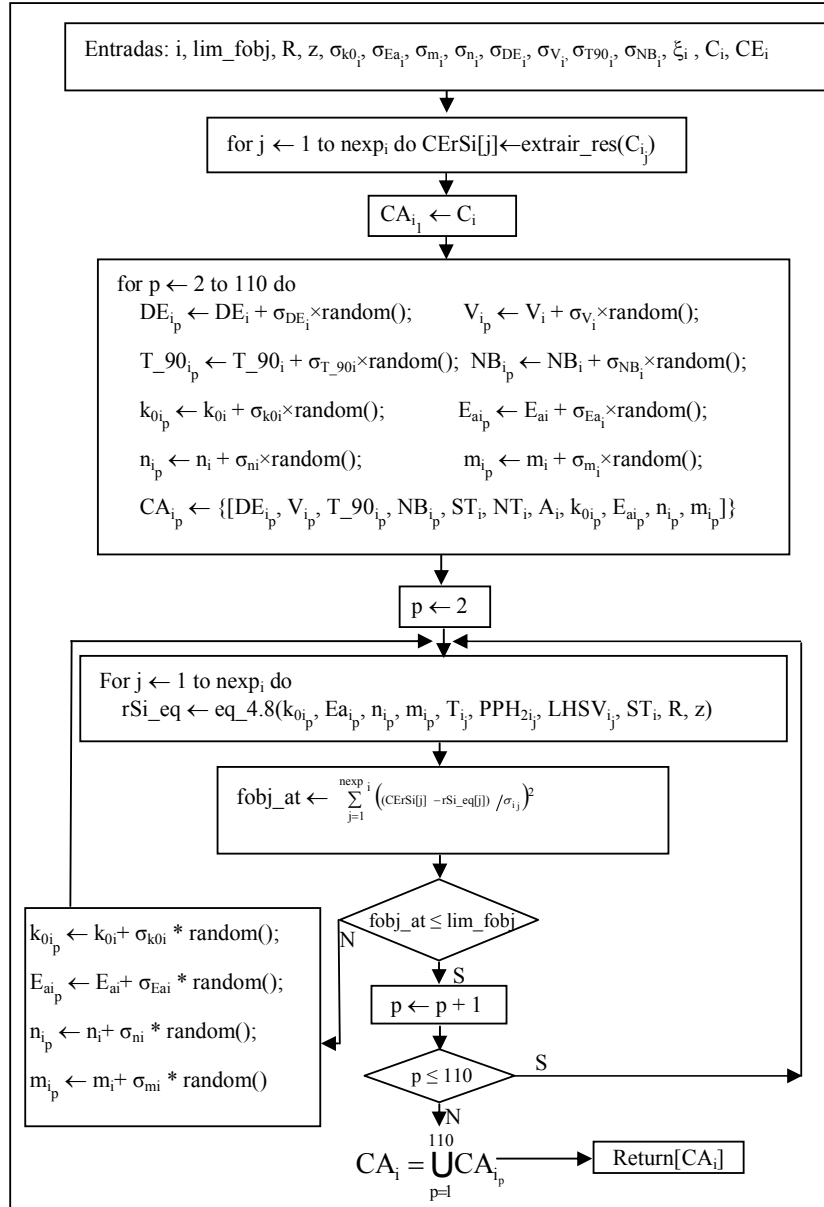 Entradas: i, lim_fobj, R, z, σk0i, σEai, σmi, σni, σDEi, σVi, σT90i, σNBi, ξi , Ci, CEi
for j ← 1 to nexpi do CErSi[j]←extrair_res(Cij)
CAi1 ← Ci
for p ← 2 to 110 do
DEip ← DEi + σDEi×random(); Vip ← Vi + σVi×random();
T_90ip ← T_90i + σT_90i×random(); NBip ← NBi + σNBi×random();
k0ip ← k0i + σk0i×random(); Eaip ← Eai + σEai×random();
nip ← ni + σni×random(); mip ← mi + σmi×random();
CAip ← {[DEip, Vip, T_90ip, NBip, STi, NTi, Ai, k0ip, Eaip, nip, mip]}
p ← 2
For j ← 1 to nexpi do
rSi_eq ← eq_4.8(k0ip, Eaip, nip, mip, Tij, PPH2ij, LHSVij, STi, R, z)
fobj_at ← nexp i ∑ j=1 ((CErSi[j] −rSi_eq[j]) /σij)2
fobj_at ≤ lim_fobj
N
S
k0ip ← k0i+ σk0i * random();
Eaip ← Eai+ σEai * random();
nip ← ni+ σni * random();
mip ← mi+ σmi * random()
p ← p + 1
p ≤ 110
S
N
CAi = 110 ∪ p=1 CAip
Return[CAi]